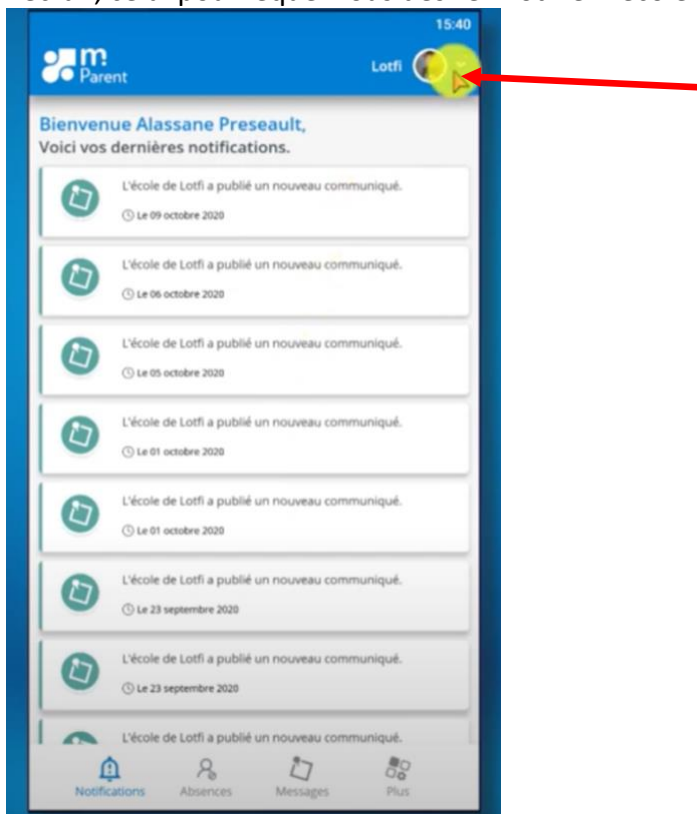 15:40
m
Parent
Lotfi
Bienvenue Alassane Preseault,
Voici vos dernières notifications.
L'école de Lotfi a publié un nouveau communiqué.
Le 09 octobre 2020
L'école de Lotfi a publié un nouveau communiqué.
Le 06 octobre 2020
L'école de Lotfi a publié un nouveau communiqué.
Le 05 octobre 2020
L'école de Lotfi a publié un nouveau communiqué.
Le 01 octobre 2020
L'école de Lotfi a publié un nouveau communiqué.
Le 01 octobre 2020
L'école de Lotfi a publié un nouveau communiqué.
Le 23 septembre 2020
L'école de Lotfi a publié un nouveau communiqué.
Le 23 septembre 2020
L'école de Lotfi a publié un nouveau communiqué.
Notifications
Absences
Messages
Plus